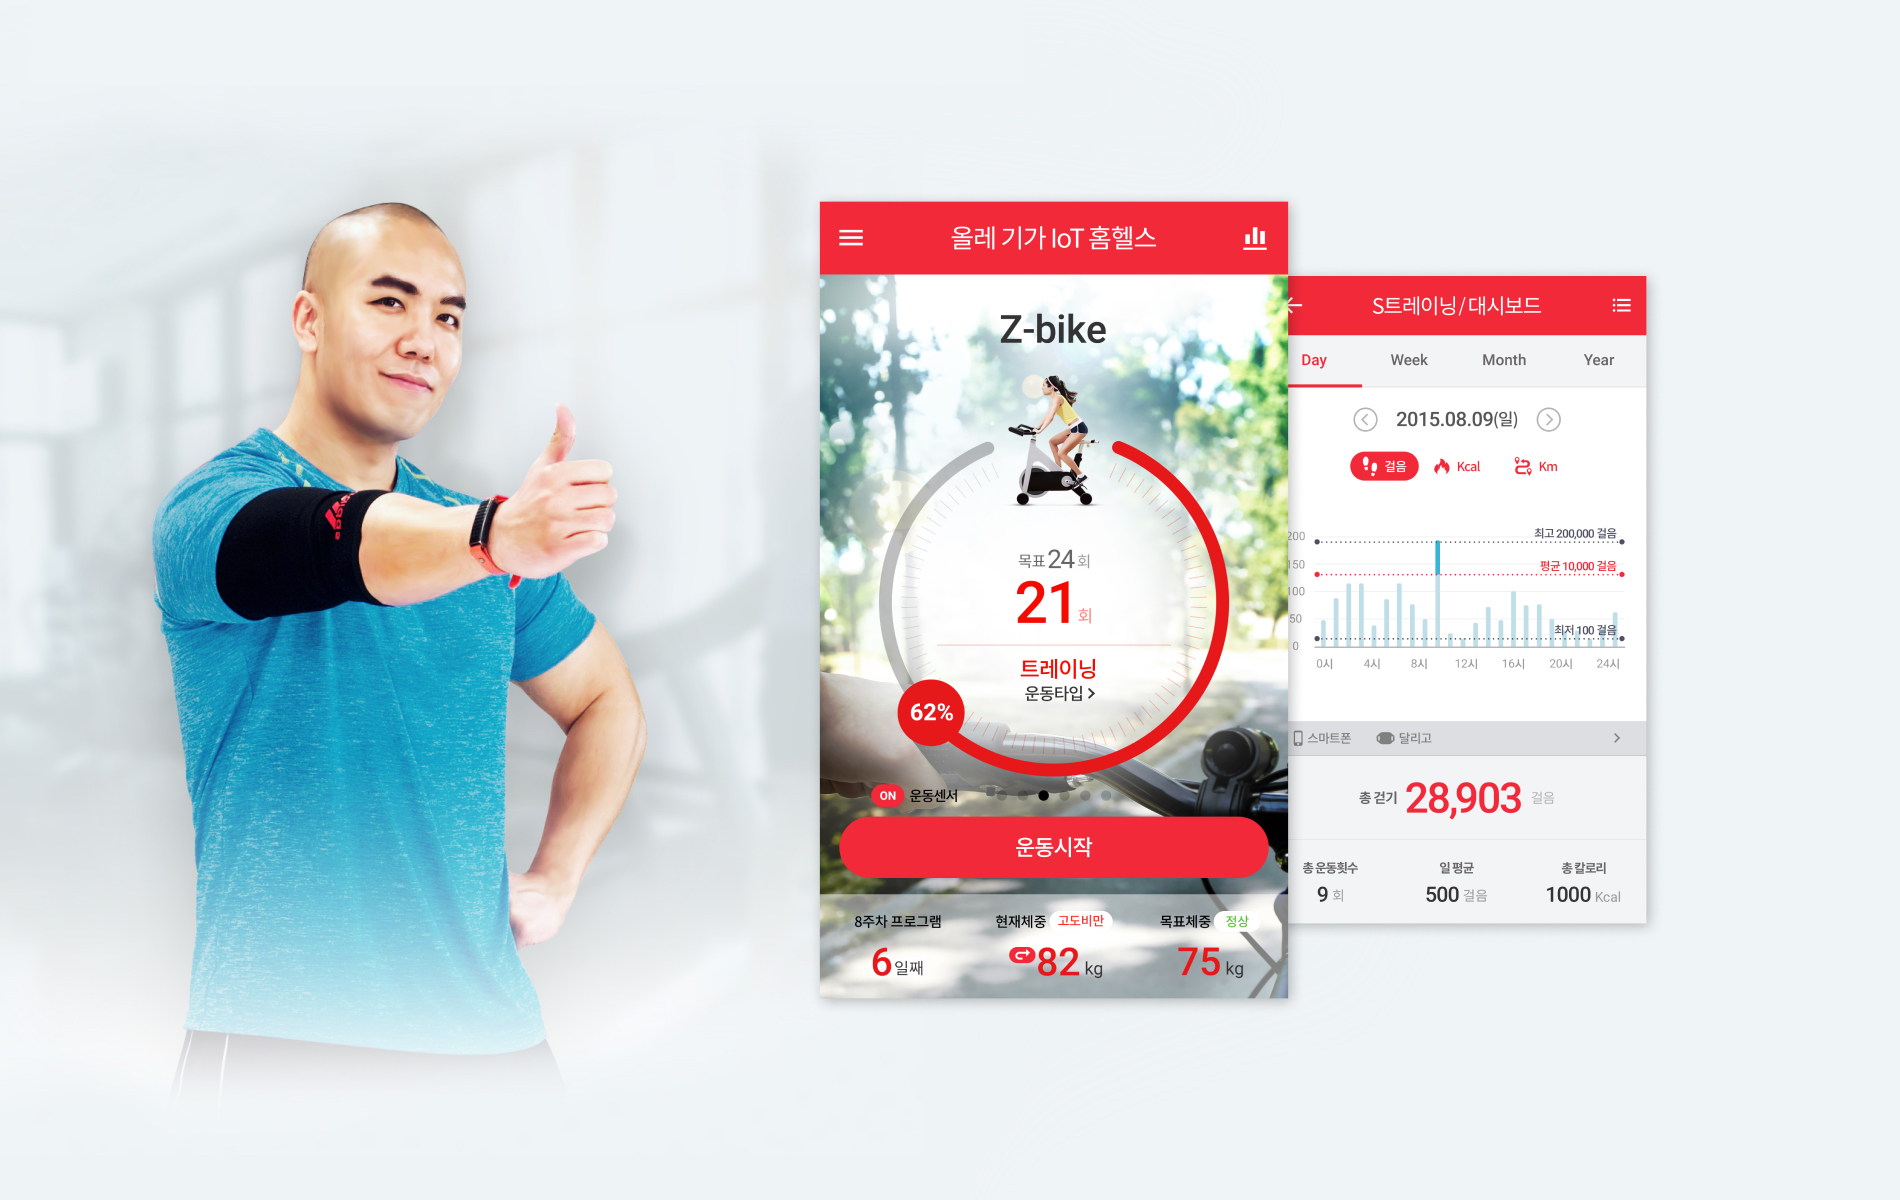 올레 기가 IoT 홈헬스
Z-bike
목표 24 회
21 회
트레이닝
운동타입 >
62%
ON 운동센서
운동시작
8주차 프로그램
6 일째
현재체중 고도비만
82 kg
목표체중 정상
75 kg
S트레이닝 / 대시보드
Day Week Month Year
2015.08.09(일)
걸음 Kcal Km
200
150
100
50
0
최고 200,000 걸음
평균 10,000 걸음
최저 100 걸음
0시 4시 8시 12시 16시 20시 24시
스마트폰 달리고
총 걷기 28,903 걸음
총 운동횟수
9 회
일 평균
500 걸음
총 칼로리
1000 Kcal